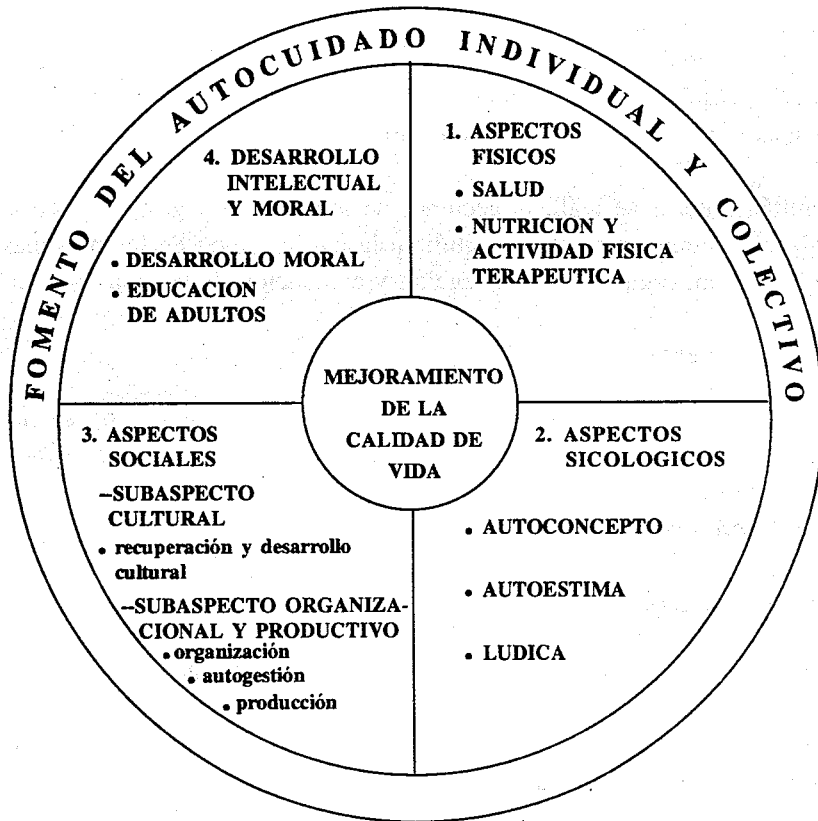 FOMENTO DEL AUTOCUIDADO INDIVIDUAL Y COLECTIVO
1. ASPECTOS
FISICOS
• SALUD
• NUTRICION Y
ACTIVIDAD FISICA
TERAPEUTICA
2. ASPECTOS
SICOLOGICOS
• AUTOCONCEPTO
• AUTOESTIMA
• LUDICA
3. ASPECTOS
SOCIALES
–SUBASPECTO
CULTURAL
• recuperación y desarrollo
cultural
–SUBASPECTO ORGANIZA-
CIONAL Y PRODUCTIVO
• organización
• autogestión
• producción
4. DESARROLLO
INTELECTUAL
Y MORAL
• DESARROLLO MORAL
• EDUCACION
DE ADULTOS
MEJORAMIENTO
DE LA
CALIDAD DE
VIDA